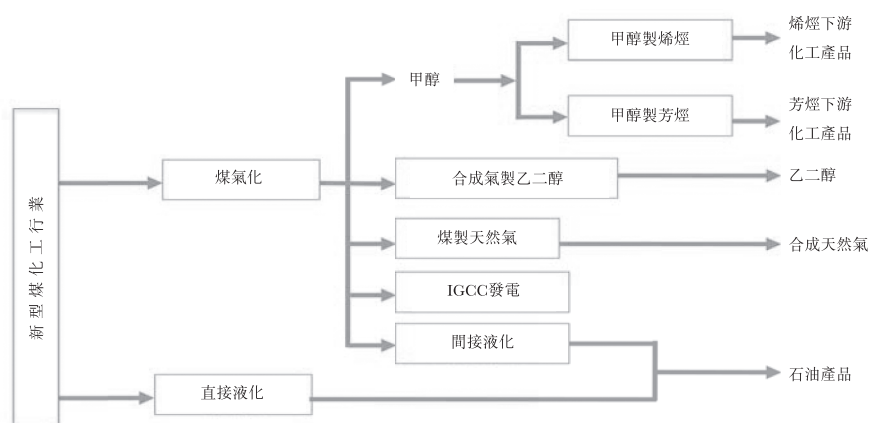 烯烴下游
化工產品
甲醇製烯烴
甲醇
芳烴下游
化工產品
甲醇製芳烴
煤氣化
合成氣製乙二醇
乙二醇
新型煤化工行業
煤製天然氣
合成天然氣
IGCC發電
間接液化
石油產品
直接液化